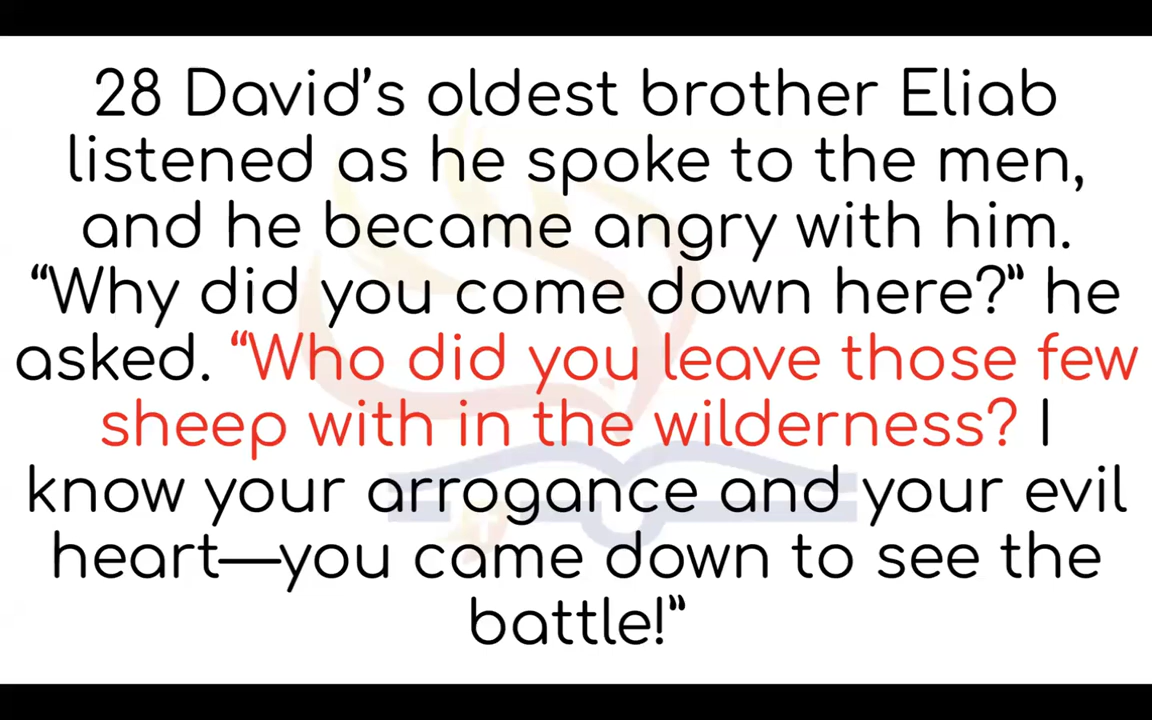 28 David’s oldest brother Eliab
listened as he spoke to the men,
and he became angry with him.
“Why did you come down here?” he
asked. “Who did you leave those few
sheep with in the wilderness? I
know your arrogance and your evil
heart—you came down to see the
battle!”